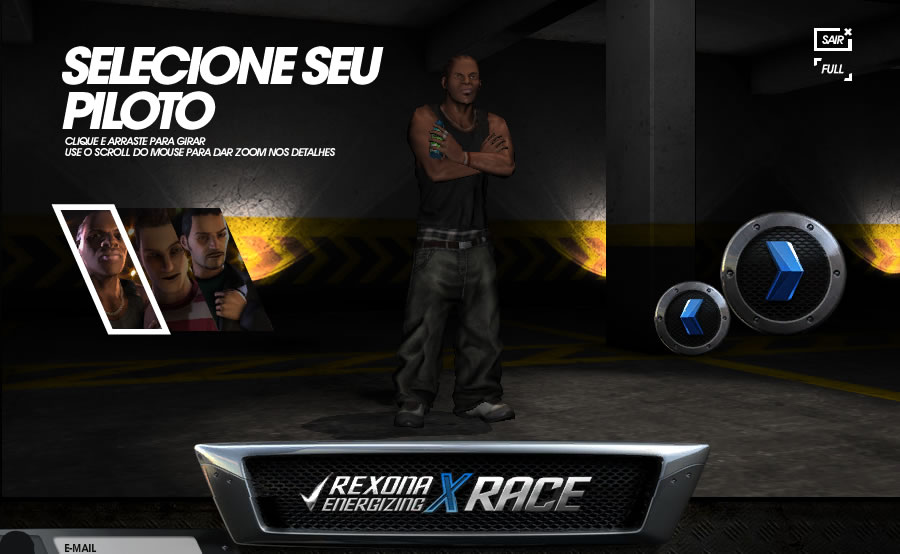 SELECIONE SEU
PILOTO
CLIQUE E ARRASTE PARA GIRAR
USE O SCROLL DO MOUSE PARA DAR ZOOM NOS DETALHES
SAIR
FULL
REXONA
ENERGIZING
X RACE
E-MAIL